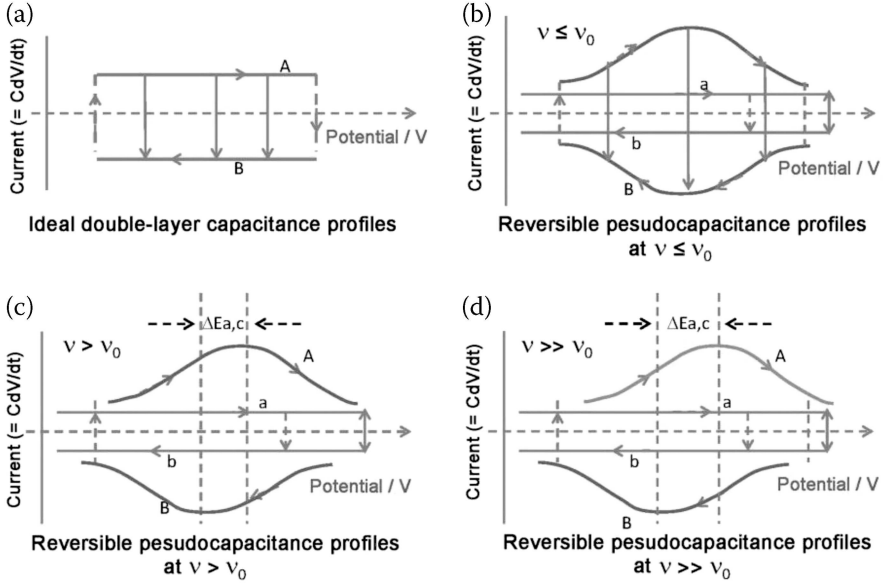 (a)
Current (= CdV/dt)
A
B
Potential / V
Ideal double-layer capacitance profiles
(b)
ν ≤ ν₀
Current (= CdV/dt)
a
b
B
Potential / V
Reversible pesudocapacitance profiles
at ν ≤ ν₀
(c)
ΔEa,c
ν > ν₀
Current (= CdV/dt)
A
a
b
B
Potential / V
Reversible pesudocapacitance profiles
at ν > ν₀
(d)
ΔEa,c
ν >> ν₀
Current (= CdV/dt)
A
a
b
B
Potential / V
Reversible pesudocapacitance profiles
at ν >> ν₀